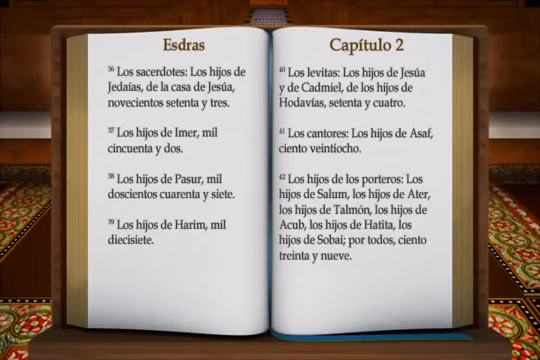 Esdras
36 Los sacerdotes: Los hijos de
Jedaías, de la casa de Jesúa,
novecientos setenta y tres.
37 Los hijos de Imer, mil
cincuenta y dos.
38 Los hijos de Pasur, mil
doscientos cuarenta y siete.
39 Los hijos de Harim, mil
diecisiete.
Capítulo 2
40 Los levitas: Los hijos de Jesúa
y de Cadmiel, de los hijos de
Hodavías, setenta y cuatro.
41 Los cantores: Los hijos de Asaf,
ciento veintiocho.
42 Los hijos de los porteros: Los
hijos de Salum, los hijos de Ater,
los hijos de Talmón, los hijos de
Acub, los hijos de Hatita, los
hijos de Sobai; por todos, ciento
treinta y nueve.